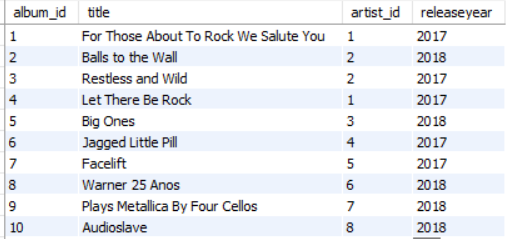 album_id title artist_id releaseyear
1 For Those About To Rock We Salute You 1 2017
2 Balls to the Wall 2 2018
3 Restless and Wild 2 2017
4 Let There Be Rock 1 2017
5 Big Ones 3 2018
6 Jagged Little Pill 4 2017
7 Facelift 5 2017
8 Warner 25 Anos 6 2018
9 Plays Metallica By Four Cellos 7 2018
10 Audioslave 8 2018